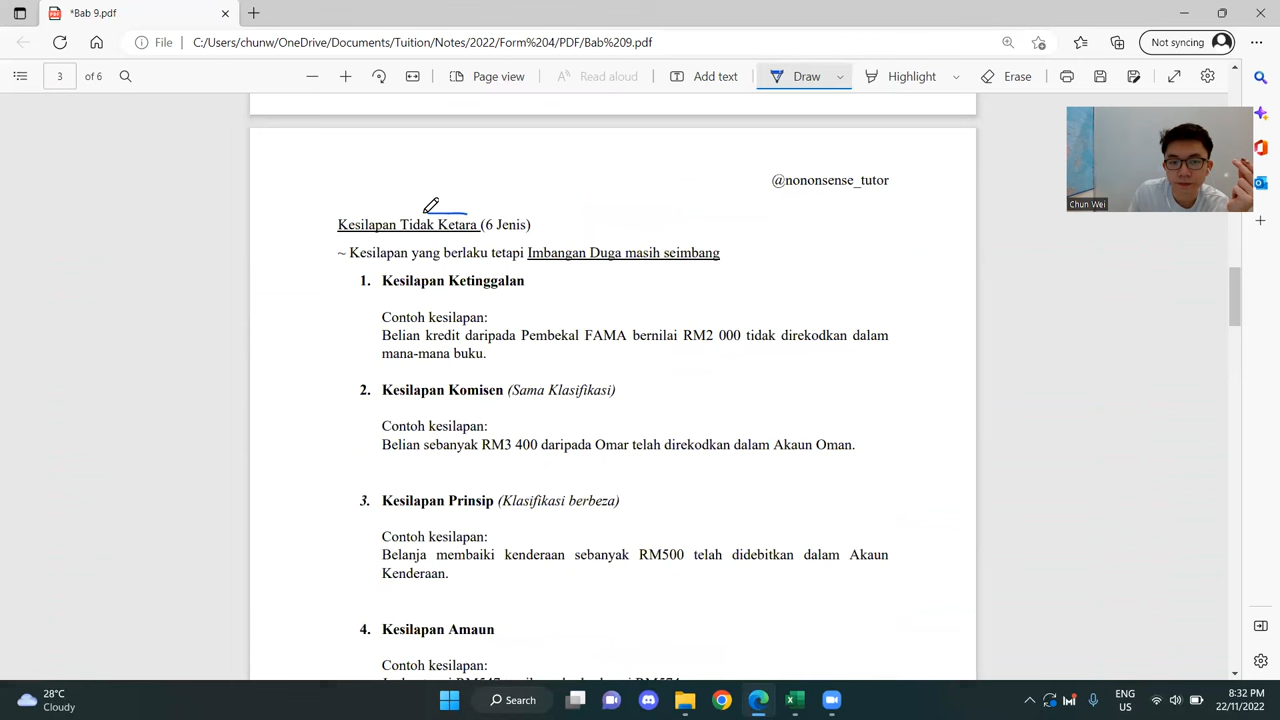 *Bab 9.pdf
File
C:/Users/chunw/OneDrive/Documents/Tuition/Notes/2022/Form%204/PDF/Bab%209.pdf
Not syncing
3 of 6
Page view
Read aloud
Add text
Draw
Highlight
Erase
@nononsense_tutor
Chun Wei
Kesilapan Tidak Ketara (6 Jenis)
~ Kesilapan yang berlaku tetapi Imbangan Duga masih seimbang
1. Kesilapan Ketinggalan
Contoh kesilapan:
Belian kredit daripada Pembekal FAMA bernilai RM2 000 tidak direkodkan dalam
mana-mana buku.
2. Kesilapan Komisen (Sama Klasifikasi)
Contoh kesilapan:
Belian sebanyak RM3 400 daripada Omar telah direkodkan dalam Akaun Oman.
3. Kesilapan Prinsip (Klasifikasi berbeza)
Contoh kesilapan:
Belanja membaiki kenderaan sebanyak RM500 telah didebitkan dalam Akaun
Kenderaan.
4. Kesilapan Amaun
Contoh kesilapan:
28°C
Cloudy
Search
ENG
US
8:32 PM
22/11/2022